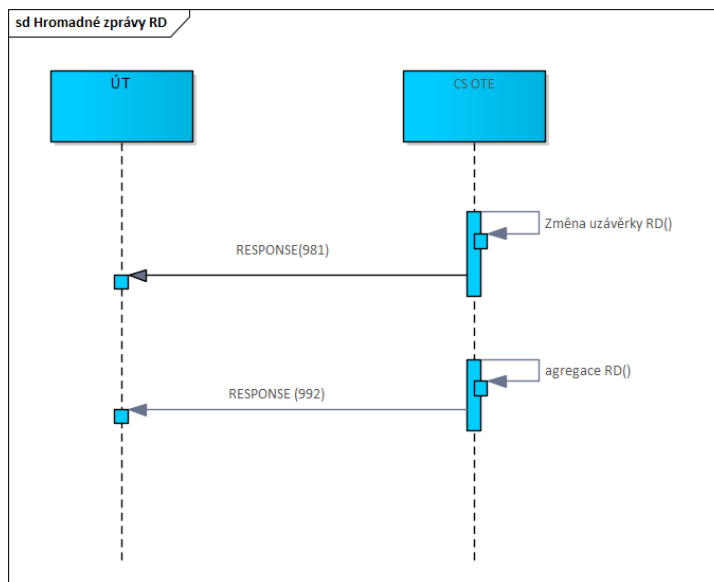 sd Hromadné zprávy RD
ÚT
CS OTE
Změna uzávěrky RD()
RESPONSE(981)
agregace RD()
RESPONSE (992)